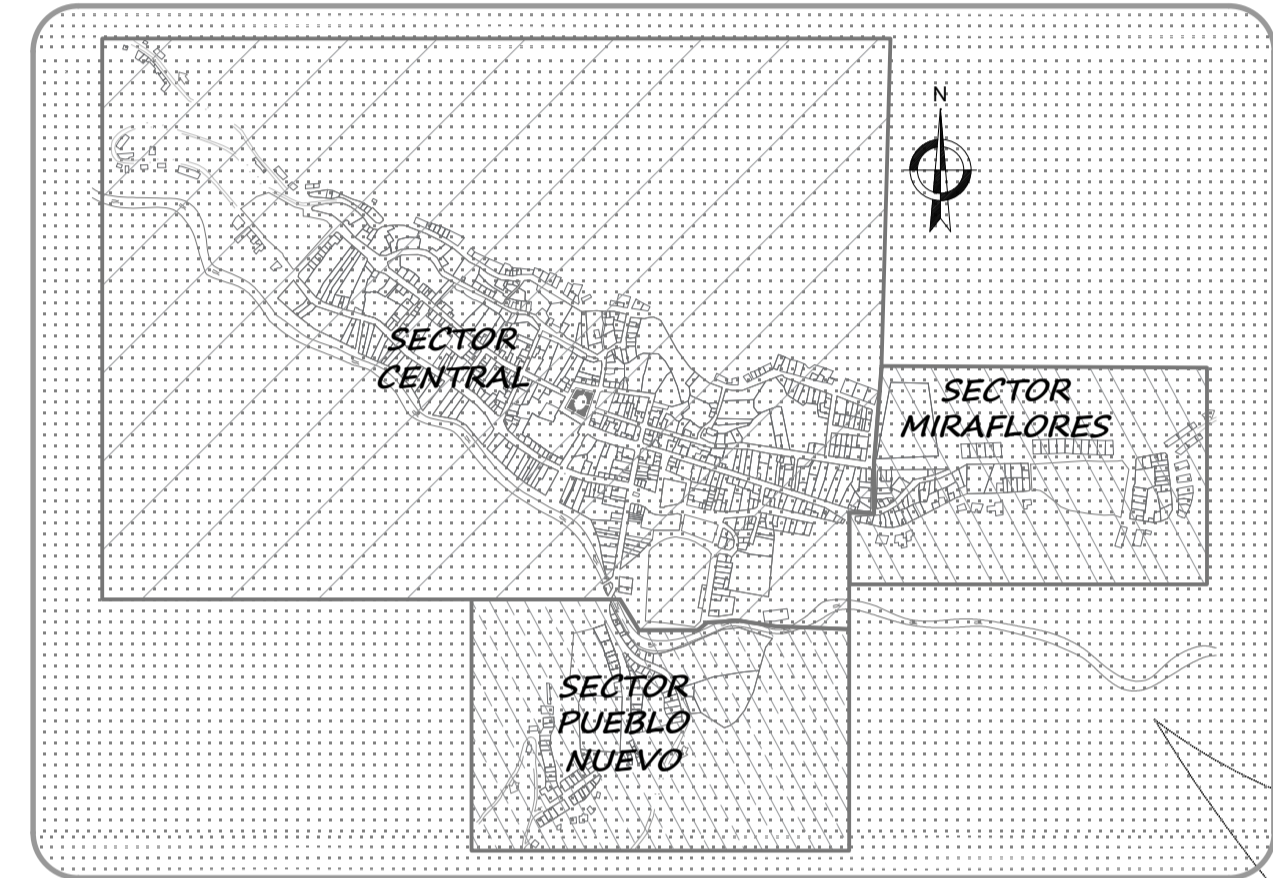 N
SECTOR
CENTRAL
SECTOR
MIRAFLORES
SECTOR
PUEBLO
NUEVO